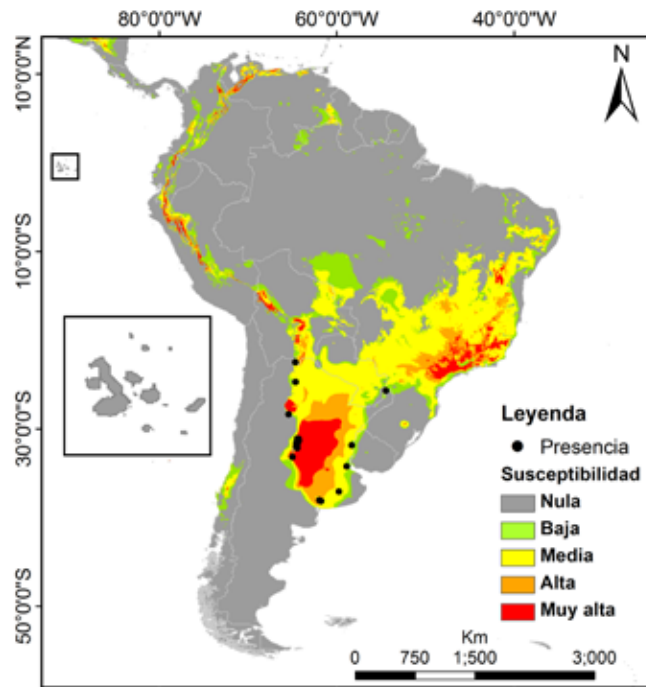 80°0'0"W 60°0'0"W 40°0'0"W
N
10°0'0"N
10°0'0"S
30°0'0"S
50°0'0"S
Leyenda
Presencia
Susceptibilidad
Nula
Baja
Media
Alta
Muy alta
Km
0 750 1;500 3;000